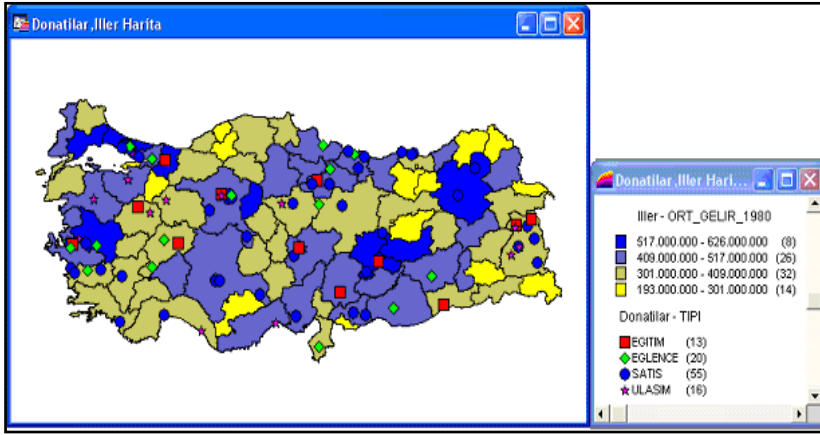 Donatilar ,Iller Harita
Donatilar ,Iller Hari...
Iller - ORT_GELIR_1980
517.000.000 - 626.000.000 (8)
409.000.000 - 517.000.000 (26)
301.000.000 - 409.000.000 (32)
193.000.000 - 301.000.000 (14)
Donatilar - TIPI
EGITIM (13)
EGLENCE (20)
SATIS (55)
ULASIM (16)